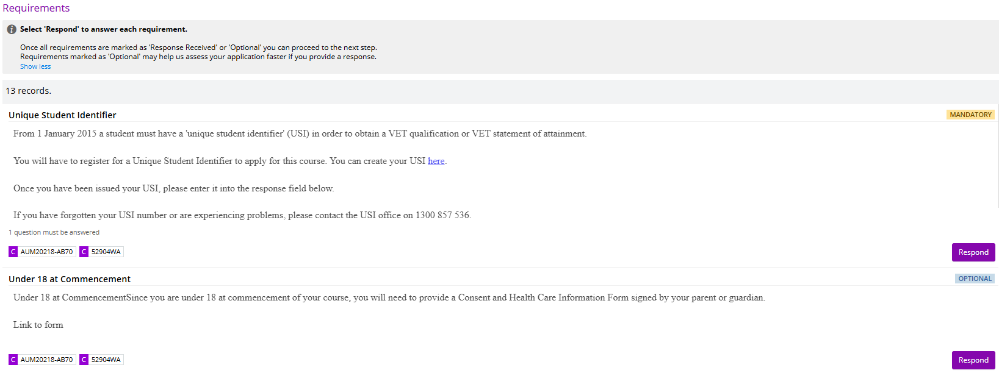 Requirements
Select 'Respond' to answer each requirement.
Once all requirements are marked as 'Response Received' or 'Optional' you can proceed to the next step.
Requirements marked as 'Optional' may help us assess your application faster if you provide a response.
Show less
13 records.
Unique Student Identifier MANDATORY
From 1 January 2015 a student must have a 'unique student identifier' (USI) in order to obtain a VET qualification or VET statement of attainment.
You will have to register for a Unique Student Identifier to apply for this course. You can create your USI here.
Once you have been issued your USI, please enter it into the response field below.
If you have forgotten your USI number or are experiencing problems, please contact the USI office on 1300 857 536.
1 question must be answered
C AUM20218-AB70 C 52904WA Respond
Under 18 at Commencement OPTIONAL
Under 18 at CommencementSince you are under 18 at commencement of your course, you will need to provide a Consent and Health Care Information Form signed by your parent or guardian.
Link to form
C AUM20218-AB70 C 52904WA Respond